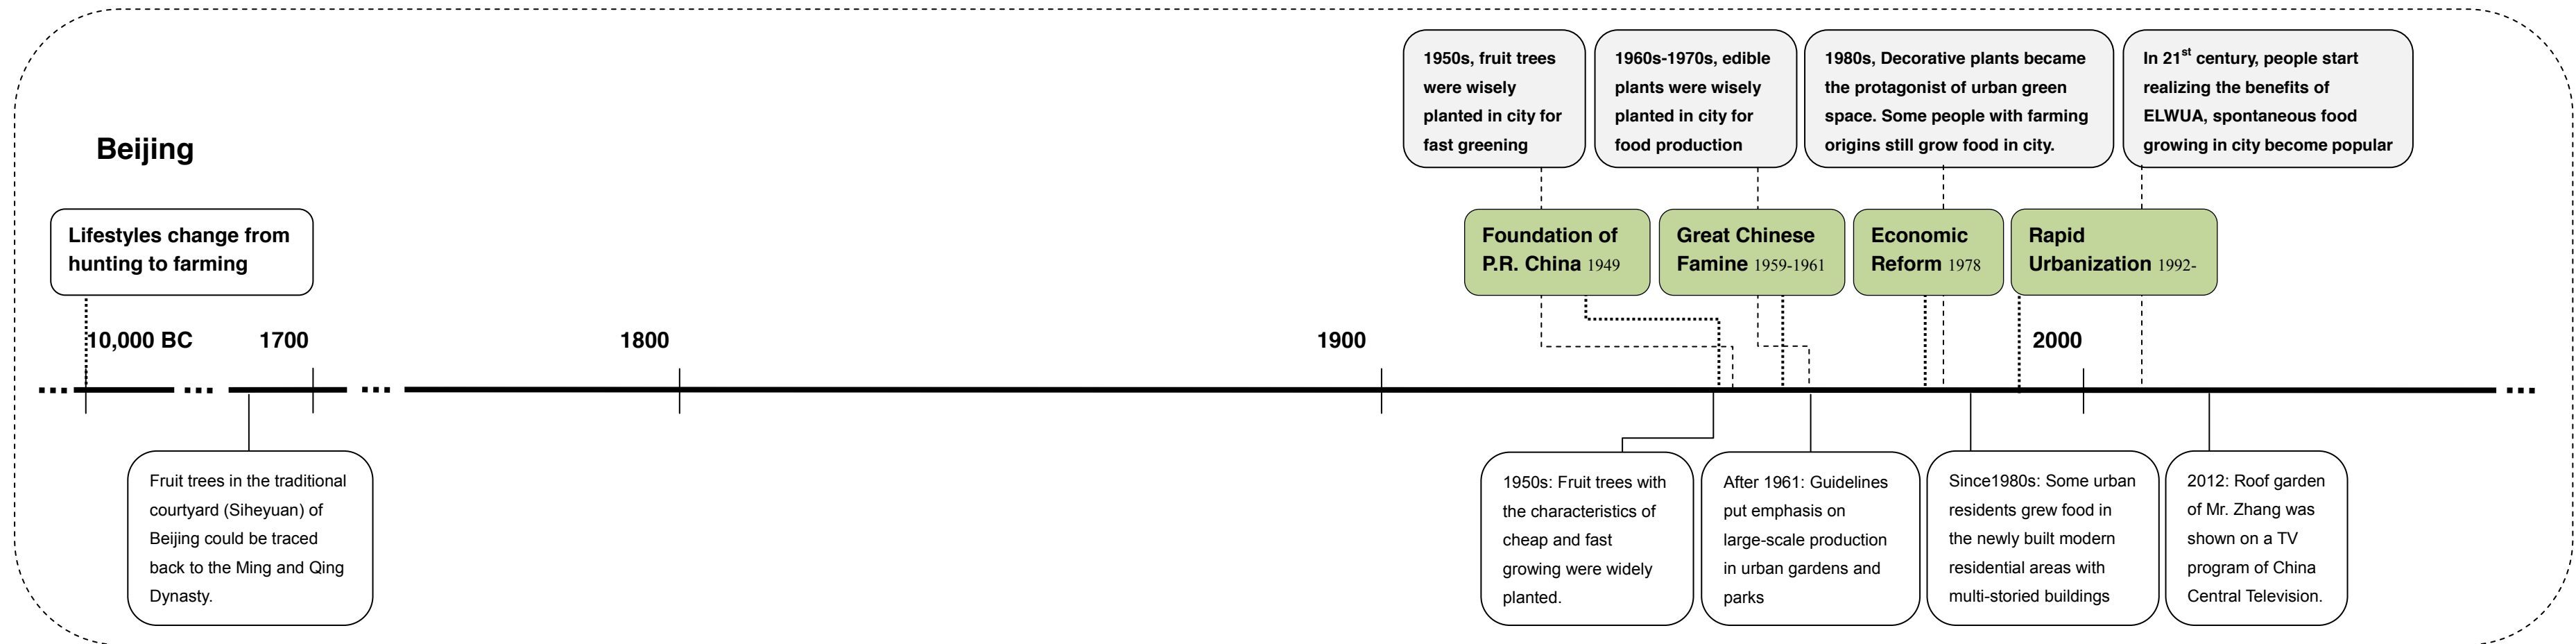 1950s, fruit trees
were wisely
planted in city for
fast greening
1960s-1970s, edible
plants were wisely
planted in city for
food production
1980s, Decorative plants became
the protagonist of urban green
space. Some people with farming
origins still grow food in city.
In 21st century, people start
realizing the benefits of
ELWUA, spontaneous food
growing in city become popular
Beijing
Lifestyles change from
hunting to farming
Foundation of
P.R. China 1949
Great Chinese
Famine 1959-1961
Economic
Reform 1978
Rapid
Urbanization 1992-
10,000 BC
1700
1800
1900
2000
Fruit trees in the traditional
courtyard (Siheyuan) of
Beijing could be traced
back to the Ming and Qing
Dynasty.
1950s: Fruit trees with
the characteristics of
cheap and fast
growing were widely
planted.
After 1961: Guidelines
put emphasis on
large-scale production
in urban gardens and
parks
Since1980s: Some urban
residents grew food in
the newly built modern
residential areas with
multi-storied buildings
2012: Roof garden
of Mr. Zhang was
shown on a TV
program of China
Central Television.